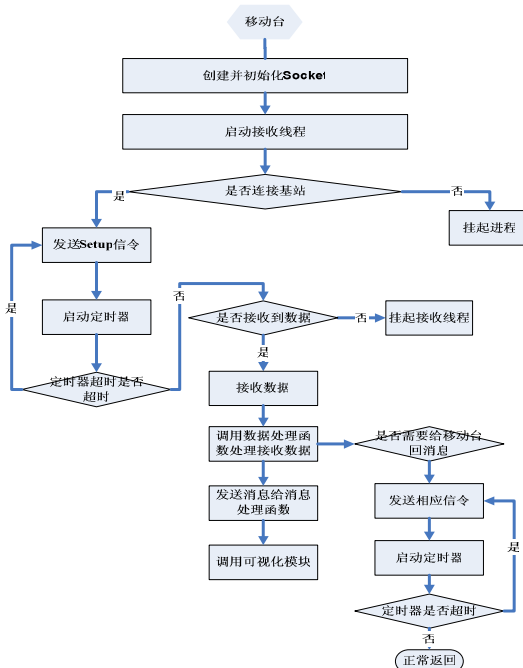 移动台
创建并初始化Socket
启动接收线程
是否连接基站
是
否
挂起进程
发送Setup信令
启动定时器
定时器超时是否
超时
是
否
是否接收到数据
否
挂起接收线程
是
接收数据
调用数据处理函
数处理接收数据
是否需要给移动台
回消息
发送消息给消息
处理函数
发送相应信令
调用可视化模块
启动定时器
是
定时器是否超时
否
正常返回